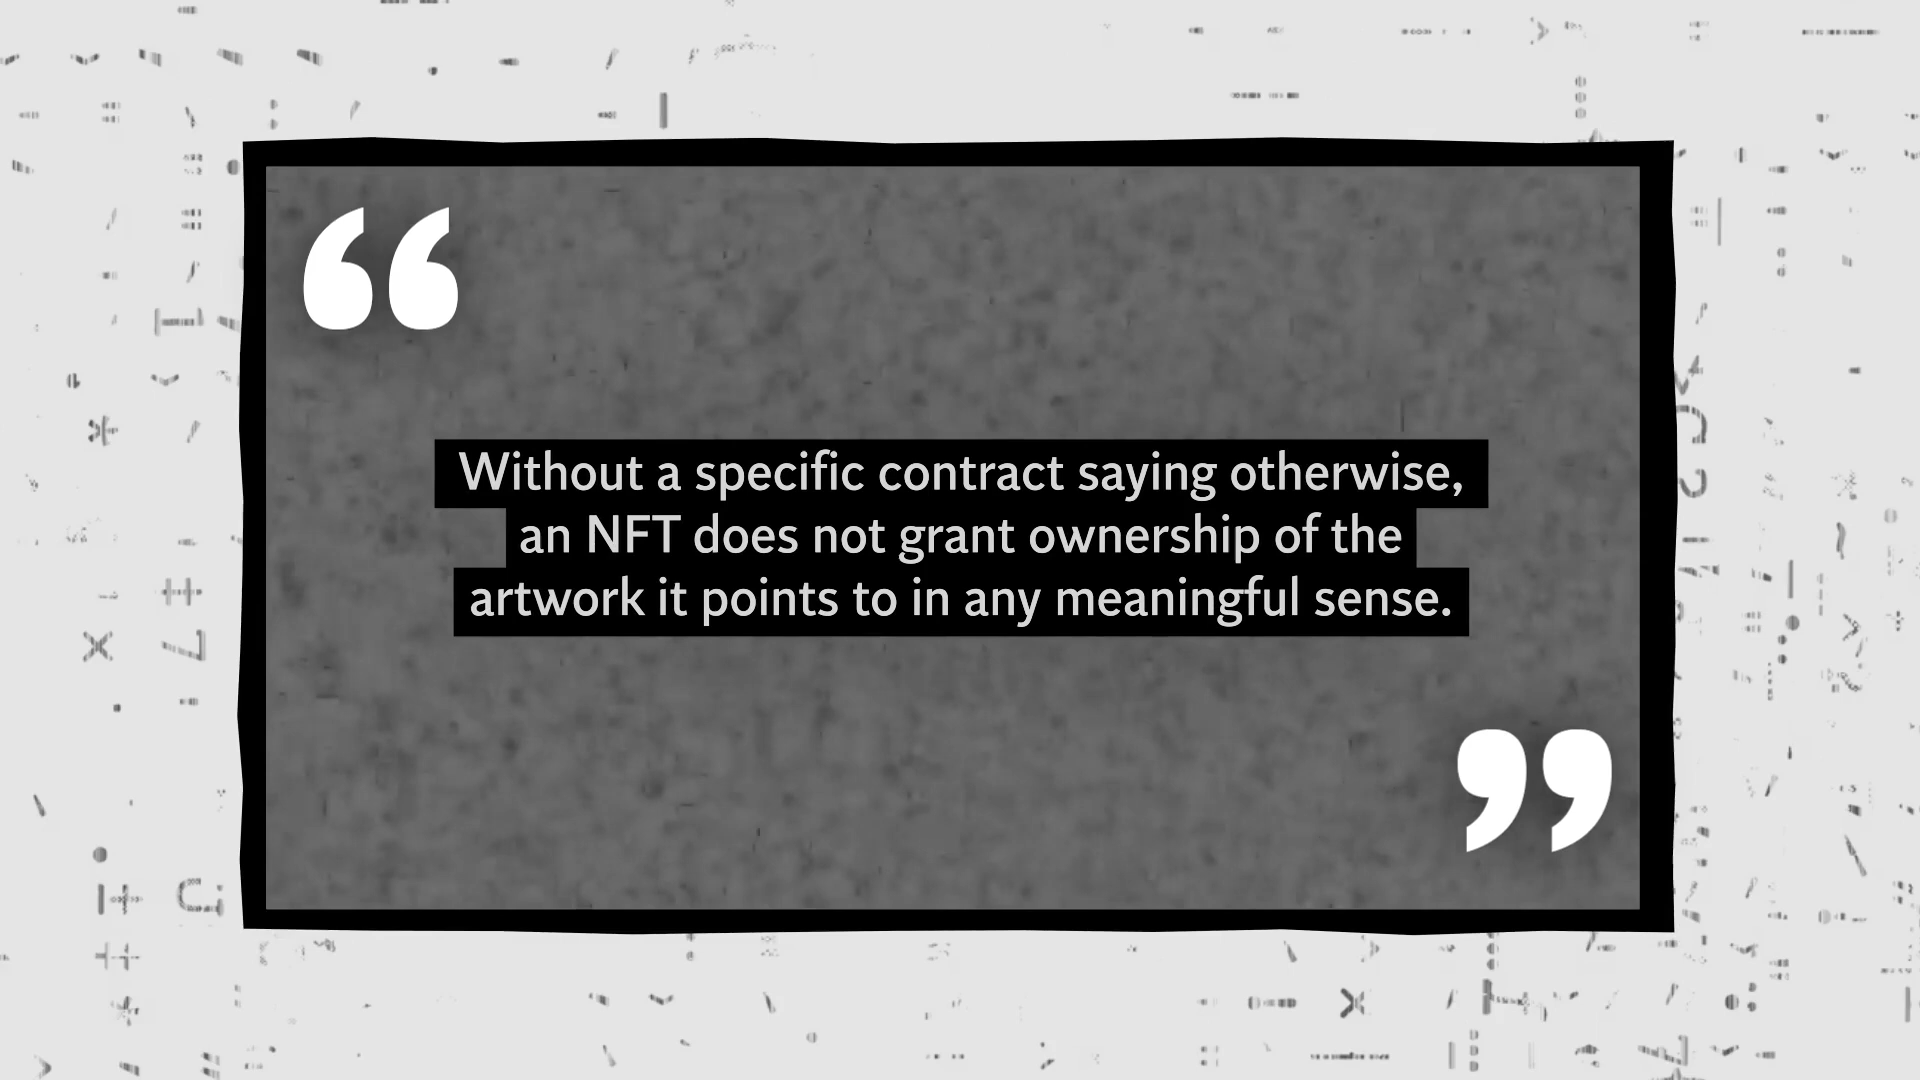 “
Without a specific contract saying otherwise,
an NFT does not grant ownership of the
artwork it points to in any meaningful sense.
”